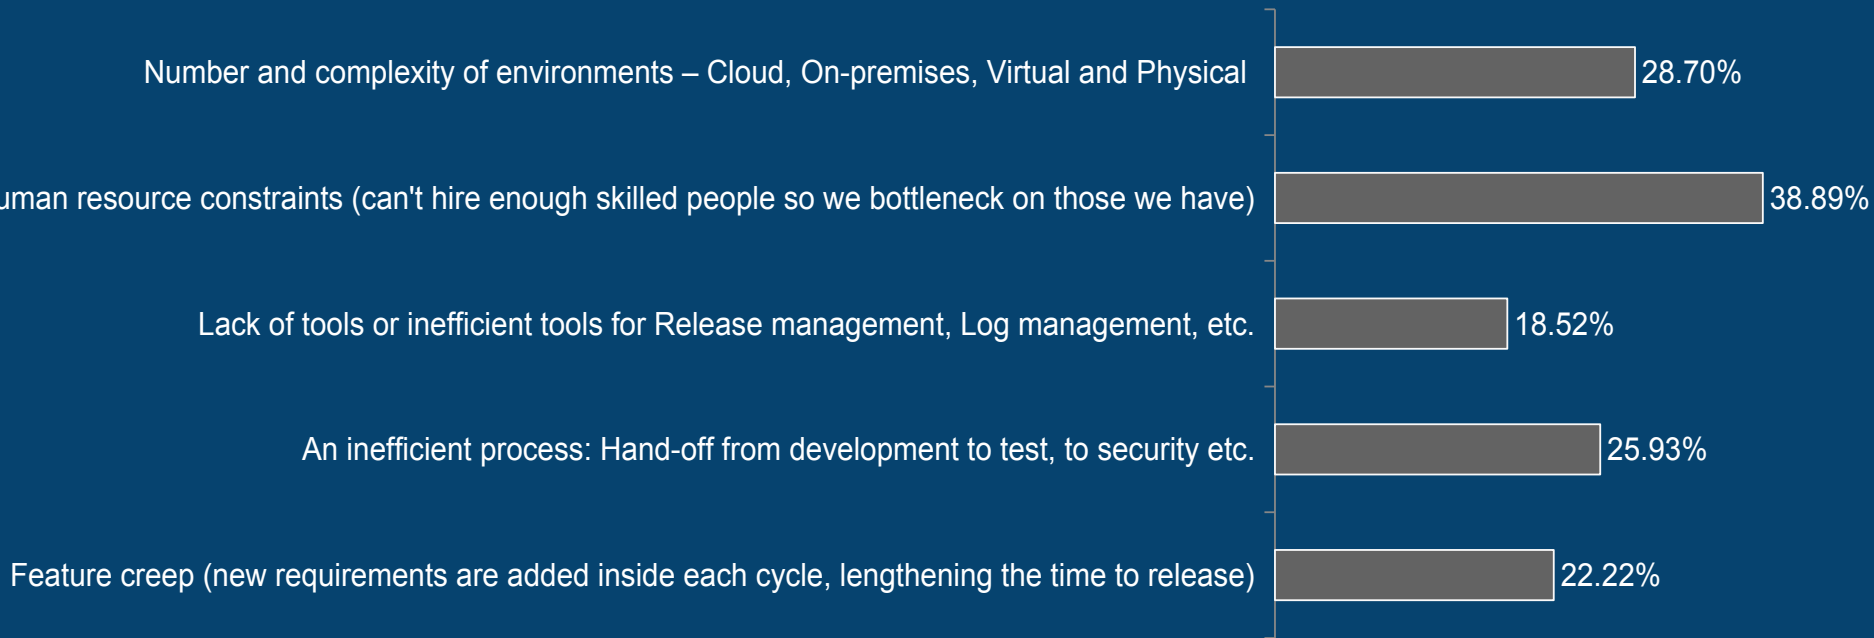 Number and complexity of environments – Cloud, On-premises, Virtual and Physical 28.70%
uman resource constraints (can't hire enough skilled people so we bottleneck on those we have) 38.89%
Lack of tools or inefficient tools for Release management, Log management, etc. 18.52%
An inefficient process: Hand-off from development to test, to security etc. 25.93%
Feature creep (new requirements are added inside each cycle, lengthening the time to release) 22.22%